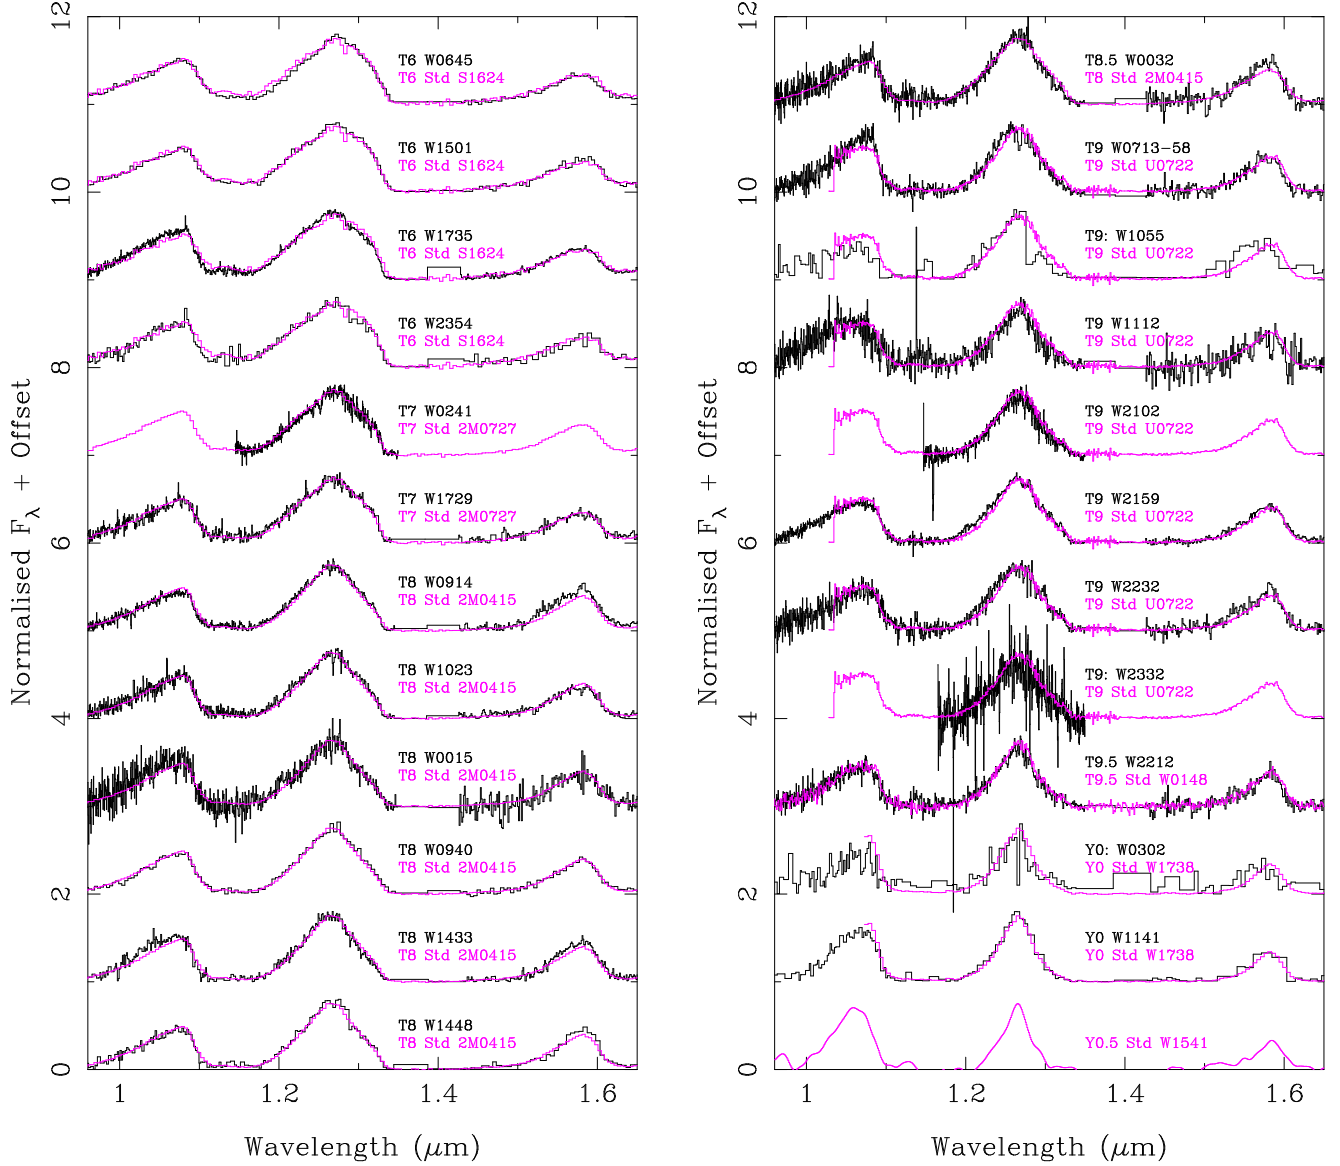 12
10
8
6
4
2
0
Normalised Fλ + Offset
T6 W0645
T6 Std S1624
T6 W1501
T6 Std S1624
T6 W1735
T6 Std S1624
T6 W2354
T6 Std S1624
T7 W0241
T7 Std 2M0727
T7 W1729
T7 Std 2M0727
T8 W0914
T8 Std 2M0415
T8 W1023
T8 Std 2M0415
T8 W0015
T8 Std 2M0415
T8 W0940
T8 Std 2M0415
T8 W1433
T8 Std 2M0415
T8 W1448
T8 Std 2M0415
1 1.2 1.4 1.6
Wavelength (μm)
12
10
8
6
4
2
0
Normalised Fλ + Offset
T8.5 W0032
T8 Std 2M0415
T9 W0713-58
T9 Std U0722
T9: W1055
T9 Std U0722
T9 W1112
T9 Std U0722
T9 W2102
T9 Std U0722
T9 W2159
T9 Std U0722
T9 W2232
T9 Std U0722
T9: W2332
T9 Std U0722
T9.5 W2212
T9.5 Std W0148
Y0: W0302
Y0 Std W1738
Y0 W1141
Y0 Std W1738
Y0.5 Std W1541
1 1.2 1.4 1.6
Wavelength (μm)